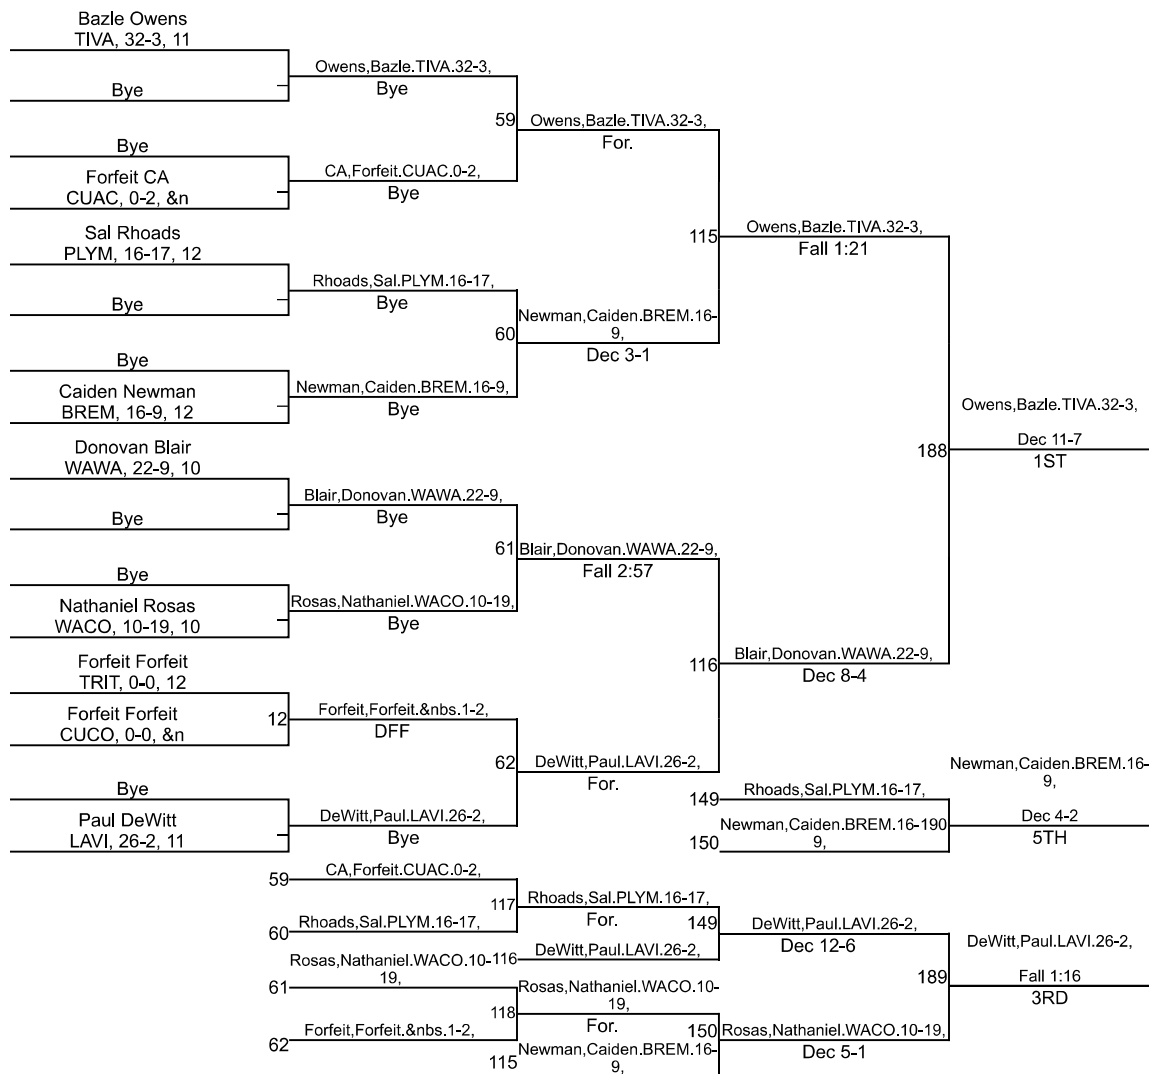 Bazle Owens
TIVA, 32-3, 11
Bye
Bye
Forfeit CA
CUAC, 0-2, &n
Sal Rhoads
PLYM, 16-17, 12
Bye
Bye
Caiden Newman
BREM, 16-9, 12
Donovan Blair
WAWA, 22-9, 10
Bye
Bye
Nathaniel Rosas
WACO, 10-19, 10
Forfeit Forfeit
TRIT, 0-0, 12
12
Forfeit Forfeit
CUCO, 0-0, &n
Bye
Paul DeWitt
LAVI, 26-2, 11
Owens,Bazle.TIVA.32-3,
Bye
59
CA,Forfeit.CUAC.0-2,
Bye
Rhoads,Sal.PLYM.16-17,
Bye
60
Newman,Caiden.BREM.16-9,
Bye
Blair,Donovan.WAWA.22-9,
Bye
61
Rosas,Nathaniel.WACO.10-19,
Bye
Forfeit,Forfeit.&nbs.1-2,
DFF
62
DeWitt,Paul.LAVI.26-2,
Bye
Owens,Bazle.TIVA.32-3,
For.
115
Newman,Caiden.BREM.16-
9,
Dec 3-1
Blair,Donovan.WAWA.22-9,
Fall 2:57
116
DeWitt,Paul.LAVI.26-2,
For.
Owens,Bazle.TIVA.32-3,
Fall 1:21
188
Blair,Donovan.WAWA.22-9,
Dec 8-4
Owens,Bazle.TIVA.32-3,
Dec 11-7
1ST
149
Rhoads,Sal.PLYM.16-17,
150
Newman,Caiden.BREM.16-190
9,
Newman,Caiden.BREM.16-
9,
Dec 4-2
5TH
59
CA,Forfeit.CUAC.0-2,
117
60
Rhoads,Sal.PLYM.16-17,
Rhoads,Sal.PLYM.16-17,
For.
149
116
DeWitt,Paul.LAVI.26-2,
61
Rosas,Nathaniel.WACO.10-
19,
118
62
Forfeit,Forfeit.&nbs.1-2,
Rosas,Nathaniel.WACO.10-
19,
For.
150
115
Newman,Caiden.BREM.16-
9,
DeWitt,Paul.LAVI.26-2,
Dec 12-6
189
Rosas,Nathaniel.WACO.10-19,
Dec 5-1
DeWitt,Paul.LAVI.26-2,
Fall 1:16
3RD